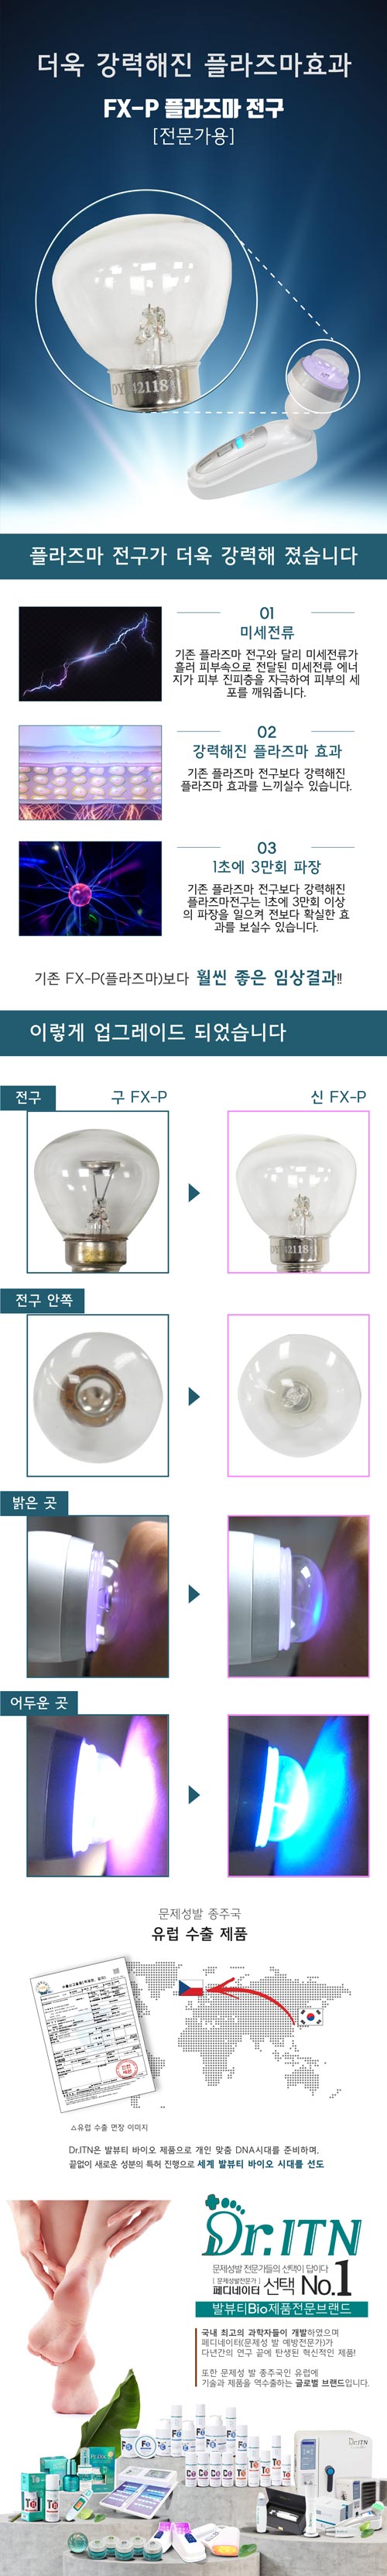 더욱 강력해진 플라즈마효과
FX-P 플라즈마 전구
[전문가용]
DY 42118
플라즈마 전구가 더욱 강력해 졌습니다
01
미세전류
기존 플라즈마 전구와 달리 미세전류가
흘러 피부속으로 전달된 미세전류 에너
지가 피부 진피층을 자극하여 피부의 세
포를 깨워줍니다.
02
강력해진 플라즈마 효과
기존 플라즈마 전구보다 강력해진
플라즈마 효과를 느끼실수 있습니다.
03
1초에 3만회 파장
기존 플라즈마 전구보다 강력해진
플라즈마전구는 1초에 3만회 이상
의 파장을 일으켜 전보다 확실한 효
과를 보실수 있습니다.
기존 FX-P(플라즈마)보다 훨씬 좋은 임상결과!!
이렇게 업그레이드 되었습니다
전구
구 FX-P
신 FX-P
DY 42118
전구 안쪽
밝은 곳
어두운 곳
문제성발 종주국
유럽 수출 제품
△유럽 수출 면장 이미지
Dr.ITN은 발뷰티 바이오 제품으로 개인 맞춤 DNA시대를 준비하며,
끝없이 새로운 성분의 특허 진행으로 세계 발뷰티 바이오 시대를 선도
Dr.ITN
문제성발 전문가들의 선택이 답이다
[문제성발전문가]
페디네이터 선택 No.1
발뷰티Bio제품전문브랜드
국내 최고의 과학자들이 개발하였으며
페디네이터(문제성 발 예방전문가)가
다년간의 연구 끝에 탄생된 혁신적인 제품!
또한 문제성 발 종주국인 유럽에
기술과 제품을 역수출하는 글로벌 브랜드입니다.
Dr.ITN